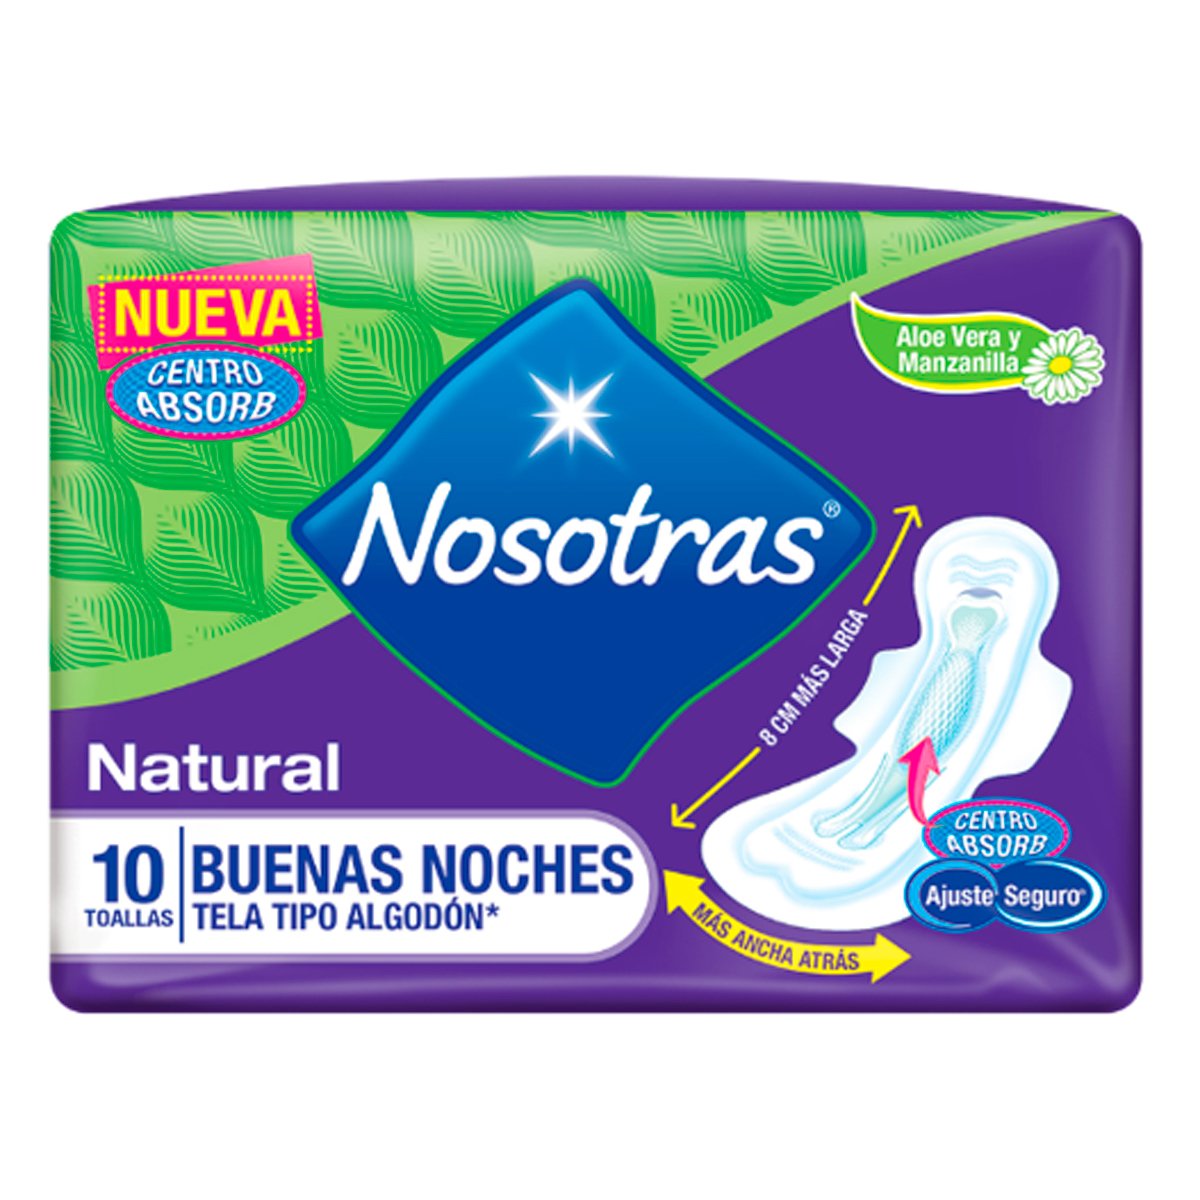 NUEVA
CENTRO
ABSORB
Aloe Vera y
Manzanilla
Nosotras®
8 CM MÁS LARGA
Natural
10
TOALLAS
BUENAS NOCHES
TELA TIPO ALGODÓN*
MÁS ANCHA ATRÁS
CENTRO
ABSORB
Ajuste Seguro®